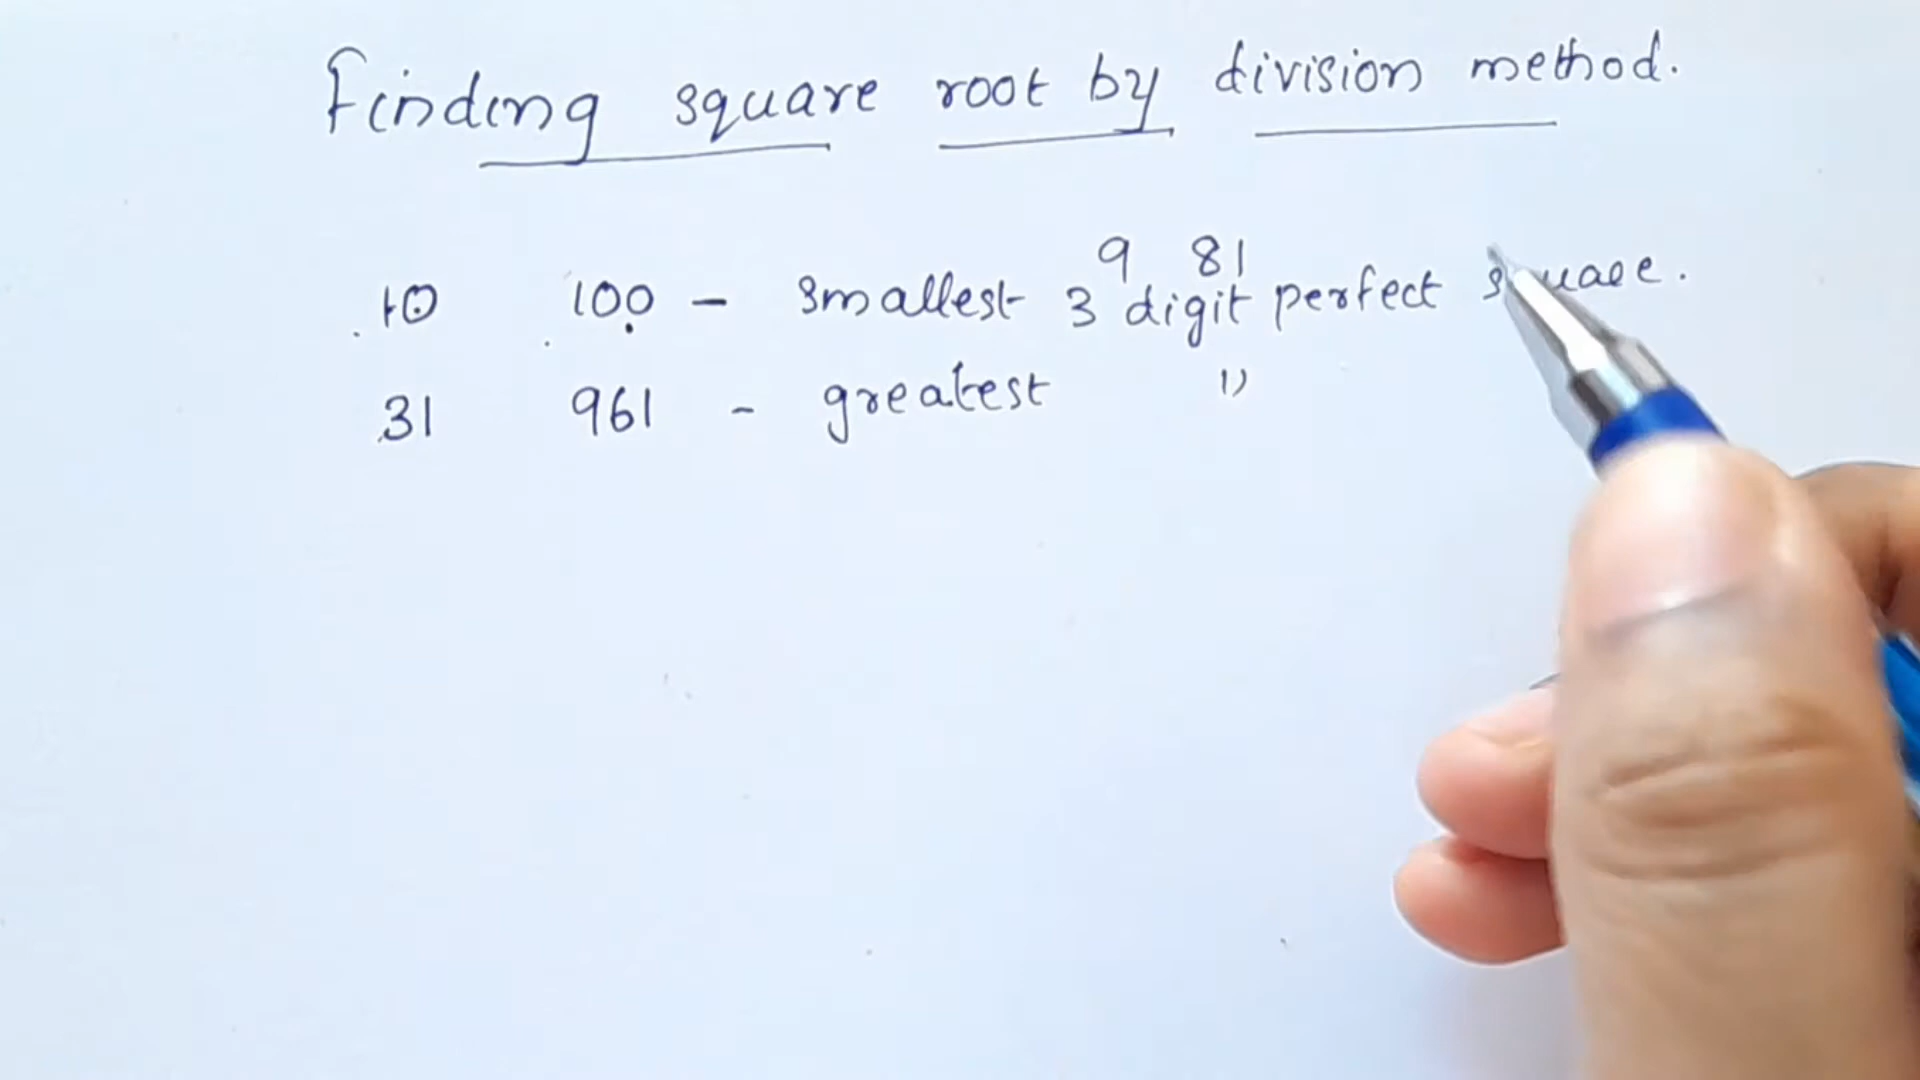 Finding square root by division method.
9 81
10 100 - smallest 3 digit perfect square.
31 961 - greatest "